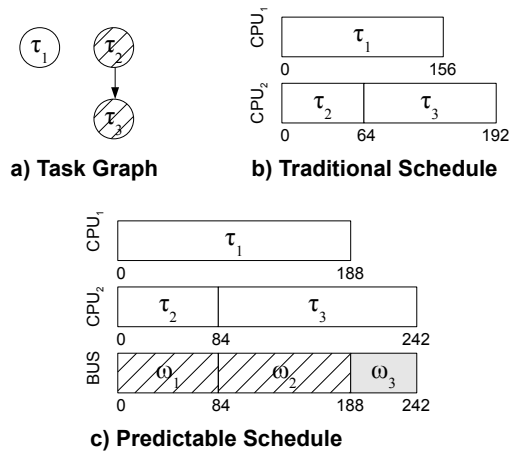 τ1 τ2
τ3
a) Task Graph
CPU1 τ1
0 156
CPU2 τ2 τ3
0 64 192
b) Traditional Schedule
CPU1 τ1
0 188
CPU2 τ2 τ3
0 84 242
BUS ω1 ω2 ω3
0 84 188 242
c) Predictable Schedule